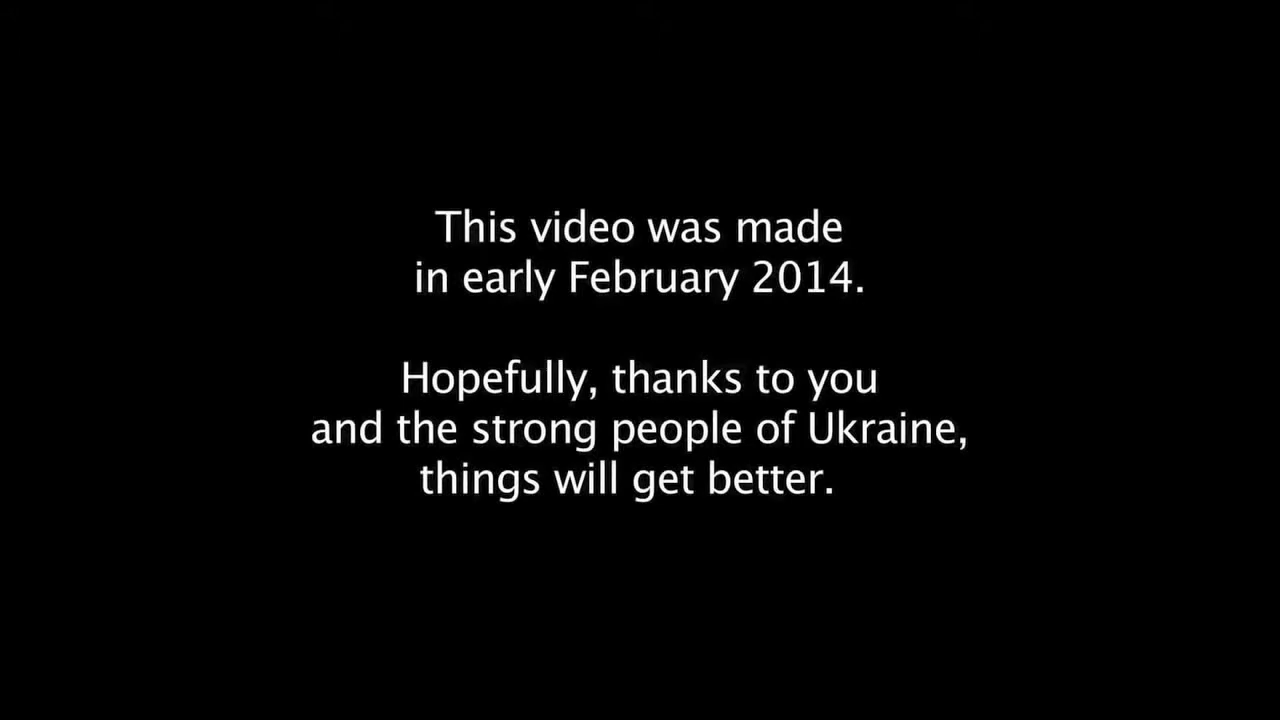 This video was made
in early February 2014.
Hopefully, thanks to you
and the strong people of Ukraine,
things will get better.